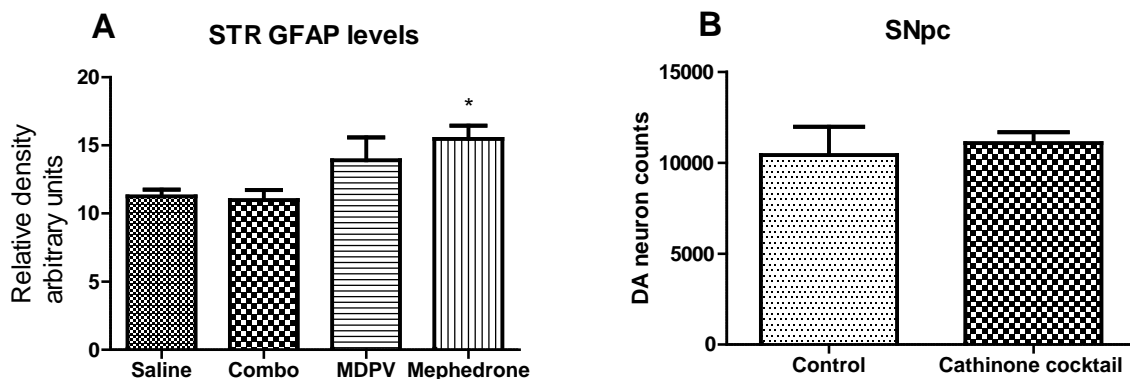 A
STR GFAP levels
Relative density
arbitrary units
20
15
10
5
0
*
Saline
Combo
MDPV
Mephedrone
B
SNpc
DA neuron counts
15000
10000
5000
0
Control
Cathinone cocktail